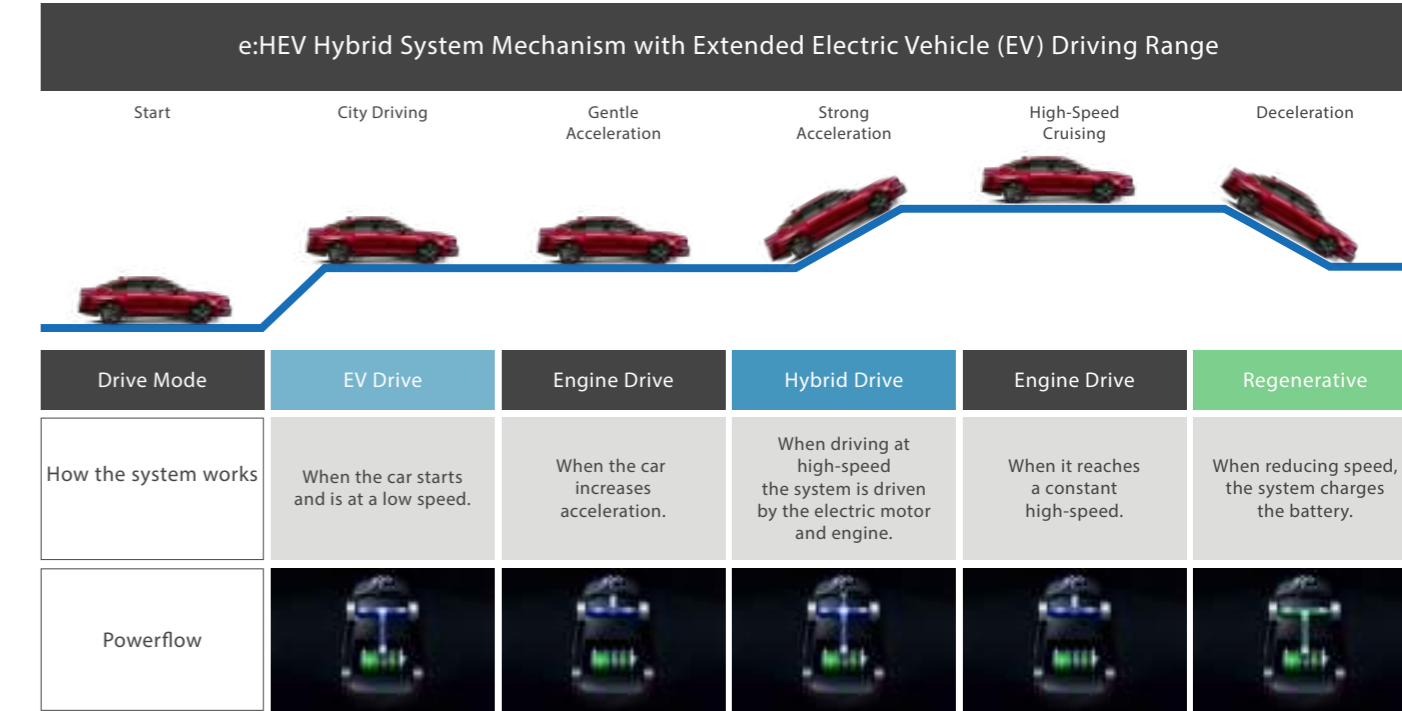 e:HEV Hybrid System Mechanism with Extended Electric Vehicle (EV) Driving Range
Start
City Driving
Gentle
Acceleration
Strong
Acceleration
High-Speed
Cruising
Deceleration
Drive Mode
EV Drive
Engine Drive
Hybrid Drive
Engine Drive
Regenerative
How the system works
When the car starts
and is at a low speed.
When the car
increases
acceleration.
When driving at
high-speed
the system is driven
by the electric motor
and engine.
When it reaches
a constant
high-speed.
When reducing speed,
the system charges
the battery.
Powerflow